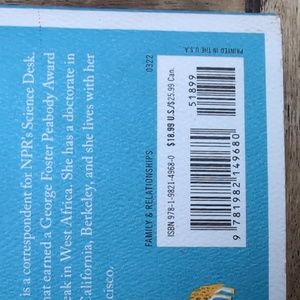 is a correspondent for NPR's Science Desk.
hat earned a George Foster Peabody Award
eak in West Africa. She has a doctorate in
California, Berkeley, and she lives with her
cisco.
FAMILY & RELATIONSHIPS
0322
PRINTED IN THE U.S.A.
ISBN 978-1-9821-4968-0
$18.99 U.S./$25.99 Can.
51899
9 781982 149680